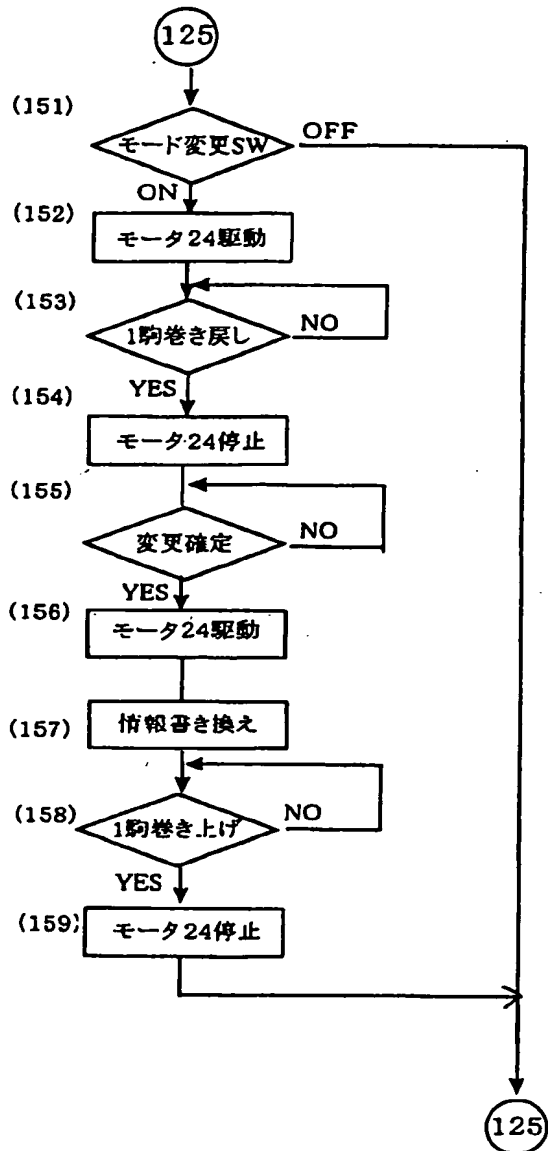 125
(151)
モード変更SW
OFF
ON
(152)
モータ24駆動
(153)
1駒巻き戻し
NO
YES
(154)
モータ24停止
(155)
変更確定
NO
YES
(156)
モータ24駆動
(157)
情報書き換え
(158)
1駒巻き上げ
NO
YES
(159)
モータ24停止
125